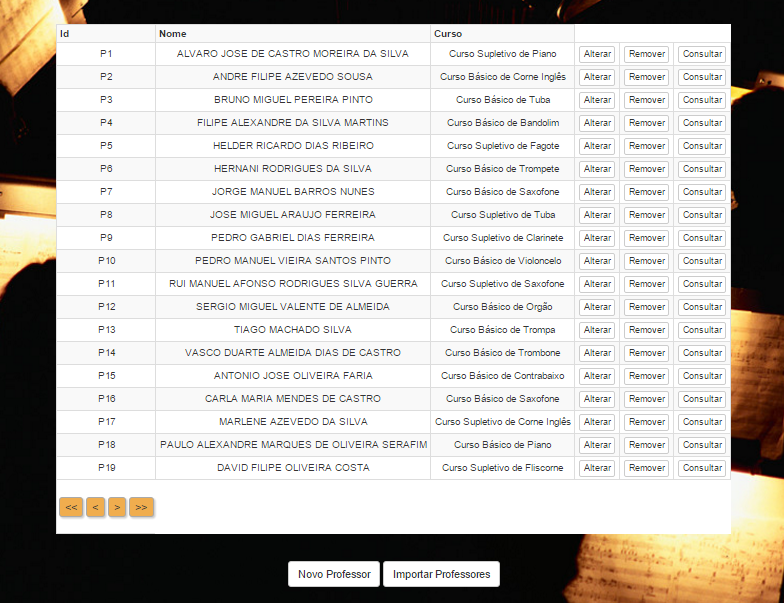 Id Nome Curso
P1 ALVARO JOSE DE CASTRO MOREIRA DA SILVA Curso Supletivo de Piano Alterar Remover Consultar
P2 ANDRE FILIPE AZEVEDO SOUSA Curso Básico de Corne Inglês Alterar Remover Consultar
P3 BRUNO MIGUEL PEREIRA PINTO Curso Básico de Tuba Alterar Remover Consultar
P4 FILIPE ALEXANDRE DA SILVA MARTINS Curso Básico de Bandolim Alterar Remover Consultar
P5 HELDER RICARDO DIAS RIBEIRO Curso Supletivo de Fagote Alterar Remover Consultar
P6 HERNANI RODRIGUES DA SILVA Curso Básico de Trompete Alterar Remover Consultar
P7 JORGE MANUEL BARROS NUNES Curso Básico de Saxofone Alterar Remover Consultar
P8 JOSE MIGUEL ARAUJO FERREIRA Curso Supletivo de Tuba Alterar Remover Consultar
P9 PEDRO GABRIEL DIAS FERREIRA Curso Supletivo de Clarinete Alterar Remover Consultar
P10 PEDRO MANUEL VIEIRA SANTOS PINTO Curso Básico de Violoncelo Alterar Remover Consultar
P11 RUI MANUEL AFONSO RODRIGUES SILVA GUERRA Curso Supletivo de Saxofone Alterar Remover Consultar
P12 SERGIO MIGUEL VALENTE DE ALMEIDA Curso Básico de Orgão Alterar Remover Consultar
P13 TIAGO MACHADO SILVA Curso Básico de Trompa Alterar Remover Consultar
P14 VASCO DUARTE ALMEIDA DIAS DE CASTRO Curso Básico de Trombone Alterar Remover Consultar
P15 ANTONIO JOSE OLIVEIRA FARIA Curso Básico de Contrabaixo Alterar Remover Consultar
P16 CARLA MARIA MENDES DE CASTRO Curso Básico de Saxofone Alterar Remover Consultar
P17 MARLENE AZEVEDO DA SILVA Curso Supletivo de Corne Inglês Alterar Remover Consultar
P18 PAULO ALEXANDRE MARQUES DE OLIVEIRA SERAFIM Curso Básico de Piano Alterar Remover Consultar
P19 DAVID FILIPE OLIVEIRA COSTA Curso Supletivo de Fliscorne Alterar Remover Consultar
<< < > >>
Novo Professor Importar Professores